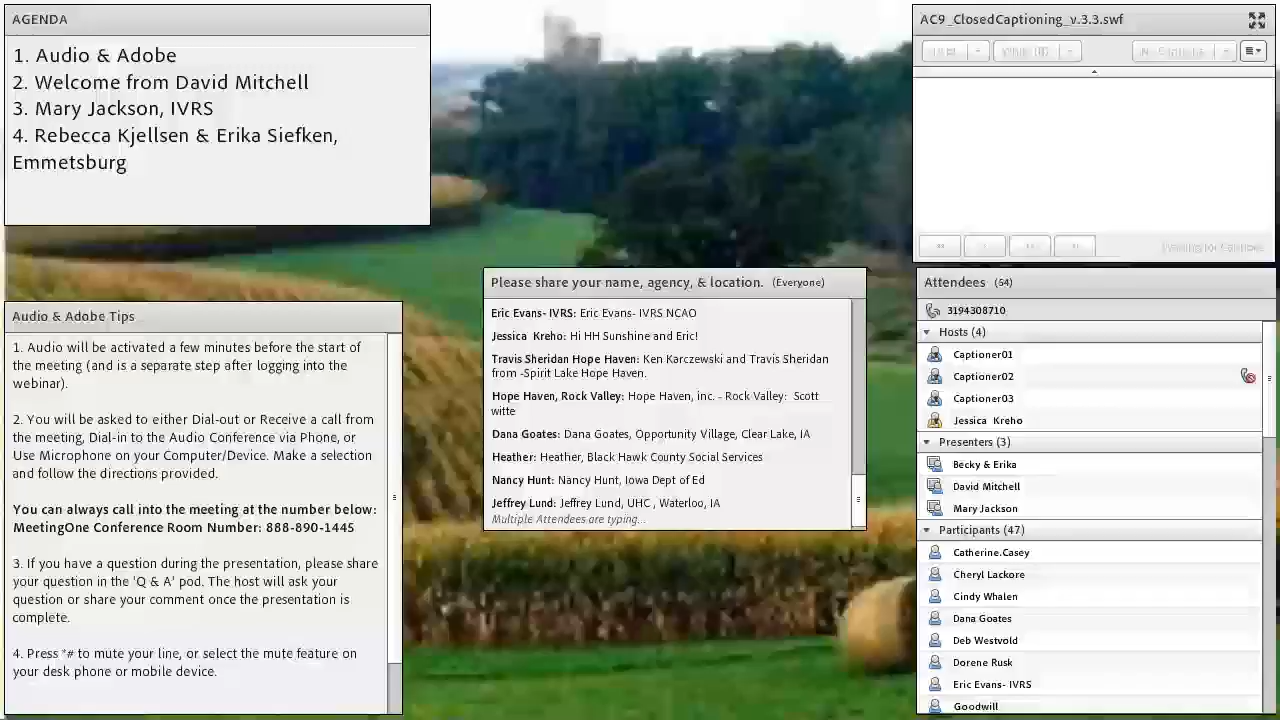 AGENDA
1. Audio & Adobe
2. Welcome from David Mitchell
3. Mary Jackson, IVRS
4. Rebecca Kjellsen & Erika Siefken,
Emmetsburg
Audio & Adobe Tips
1. Audio will be activated a few minutes before the start of
the meeting (and is a separate step after logging into the
webinar).
2. You will be asked to either Dial-out or Receive a call from
the meeting, Dial-in to the Audio Conference via Phone, or
Use Microphone on your Computer/Device. Make a selection
and follow the directions provided.
You can always call into the meeting at the number below:
MeetingOne Conference Room Number: 888-890-1445
3. If you have a question during the presentation, please share
your question in the 'Q & A' pod. The host will ask your
question or share your comment once the presentation is
complete.
4. Press *# to mute your line, or select the mute feature on
your desk phone or mobile device.
Please share your name, agency, & location. (Everyone)
Eric Evans- IVRS: Eric Evans- IVRS NCAO
Jessica Kreho: Hi HH Sunshine and Eric!
Travis Sheridan Hope Haven: Ken Karczewski and Travis Sheridan
from -Spirit Lake Hope Haven.
Hope Haven, Rock Valley: Hope Haven, inc. - Rock Valley: Scott
witte
Dana Goates: Dana Goates, Opportunity Village, Clear Lake, IA
Heather: Heather, Black Hawk County Social Services
Nancy Hunt: Nancy Hunt, Iowa Dept of Ed
Jeffrey Lund: Jeffrey Lund, UHC , Waterloo, IA
Multiple Attendees are typing...
AC9_ClosedCaptioning_v.3.3.swf
Attendees (54)
3194308710
Hosts (4)
Captioner01
Captioner02
Captioner03
Jessica Kreho
Presenters (3)
Becky & Erika
David Mitchell
Mary Jackson
Participants (47)
Catherine.Casey
Cheryl Lackore
Cindy Whalen
Dana Goates
Deb Westvold
Dorene Rusk
Eric Evans- IVRS
Goodwill